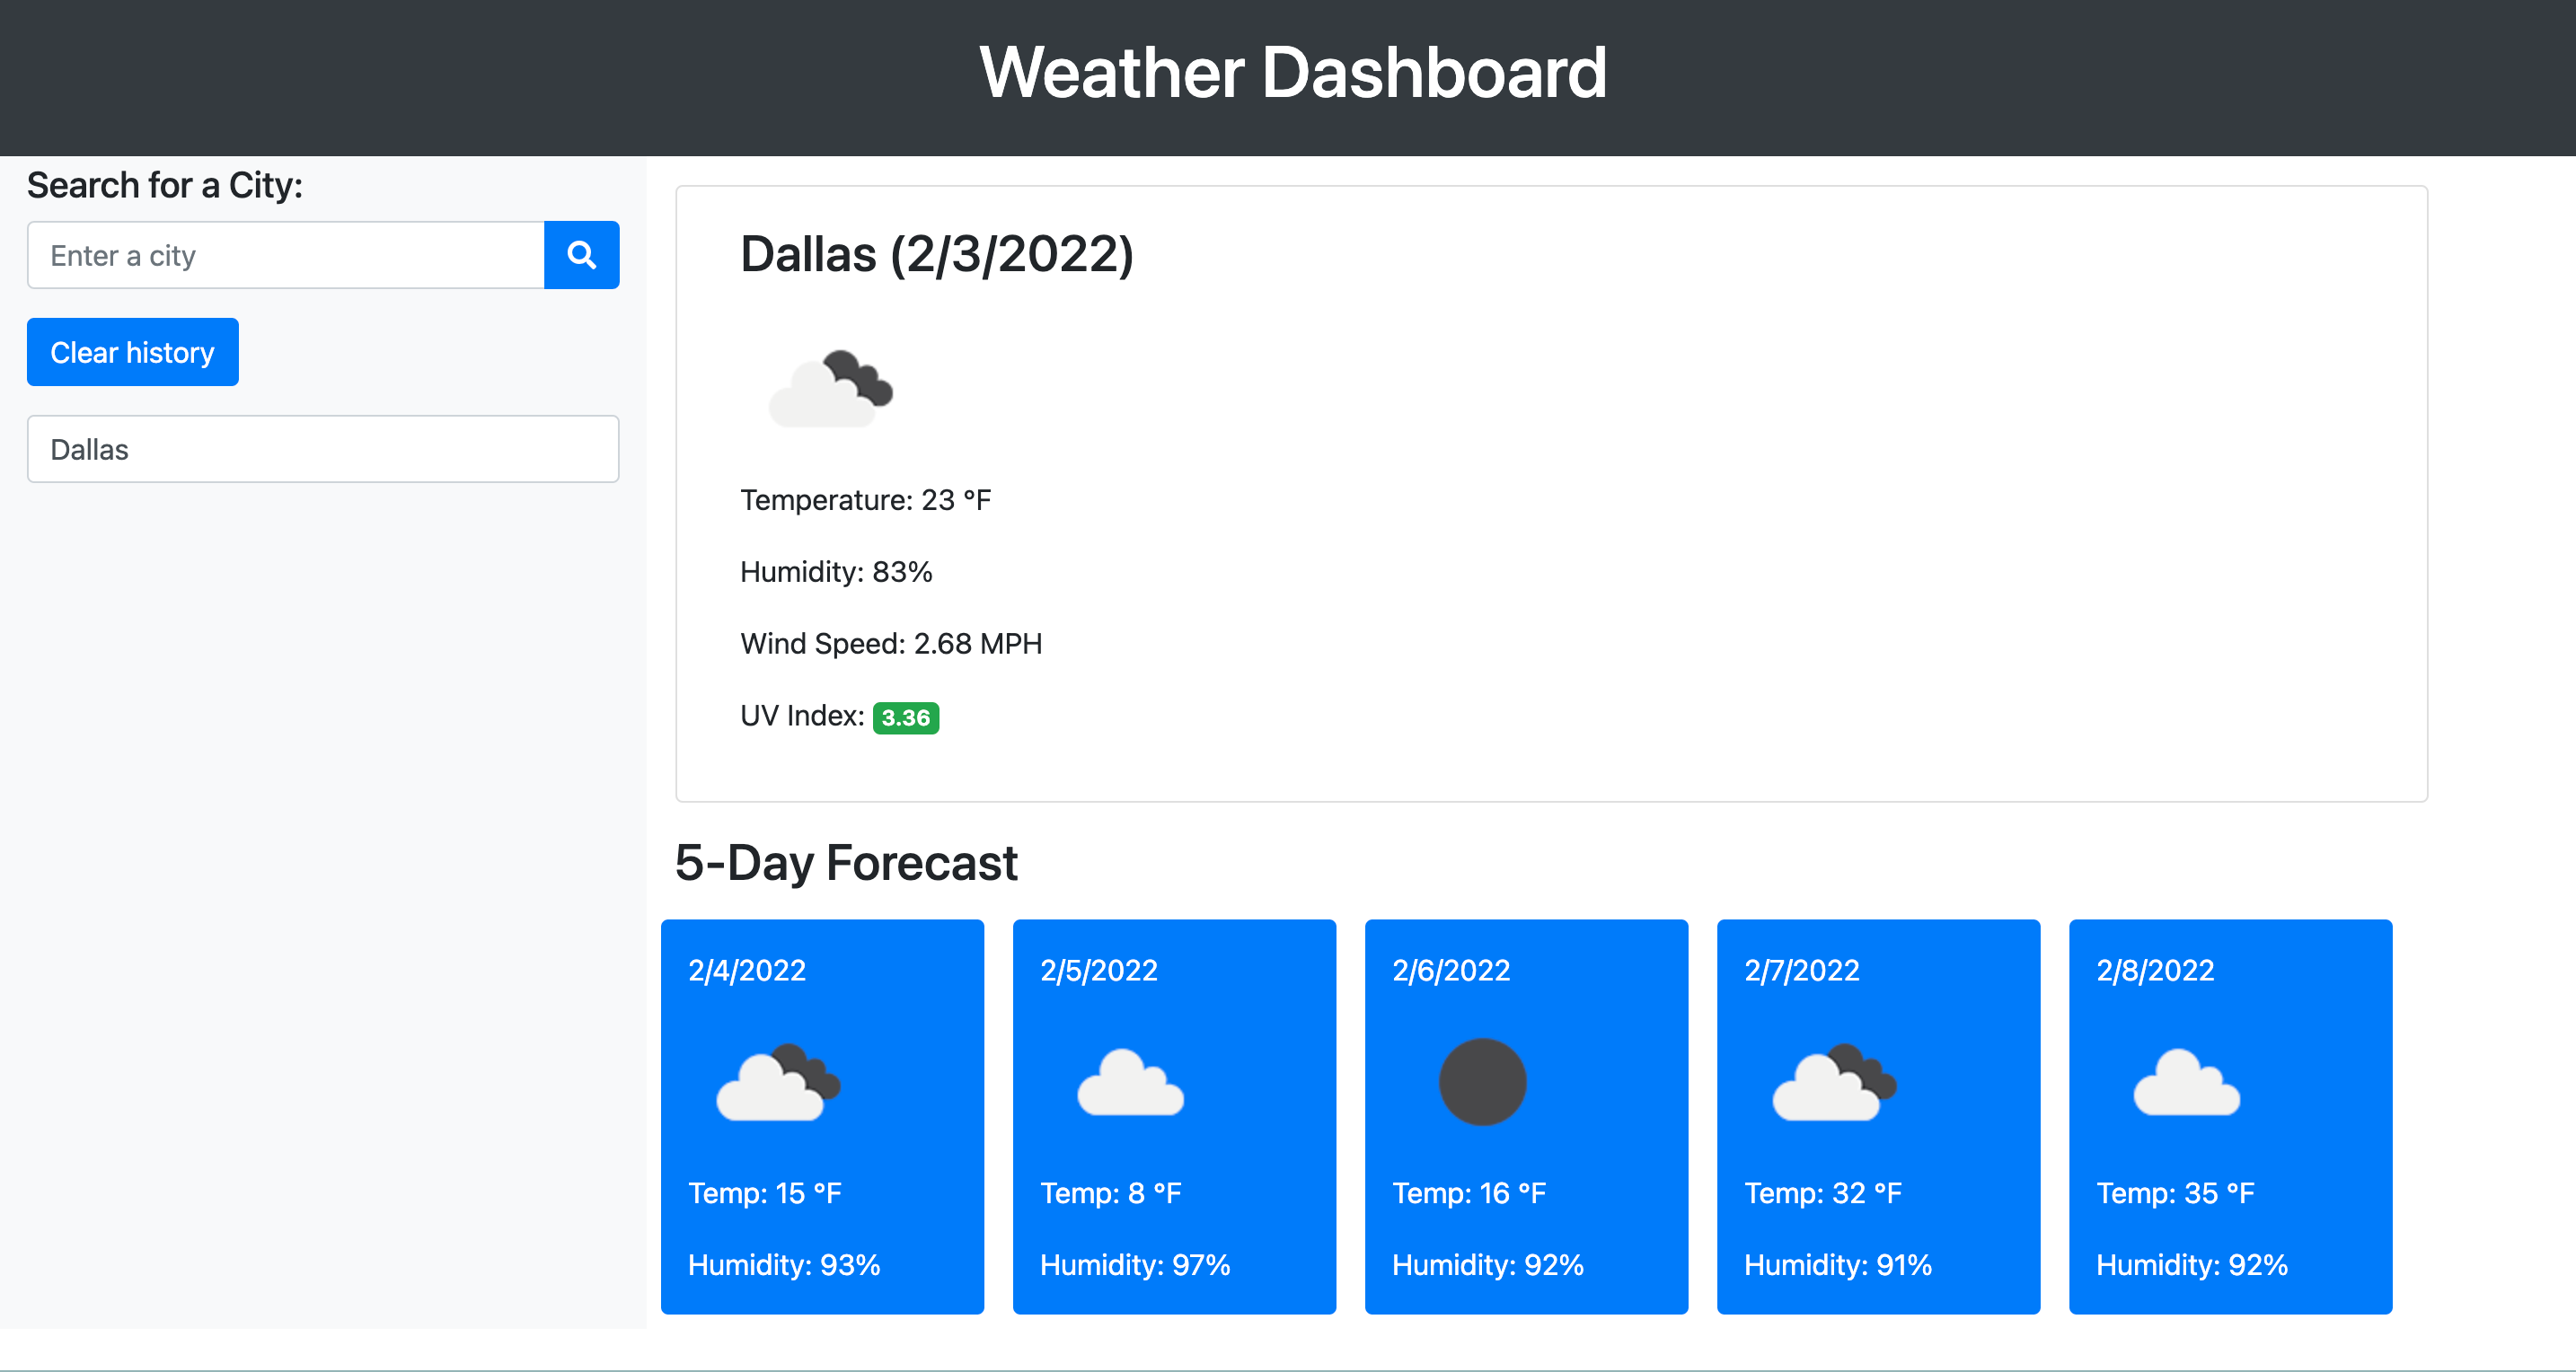 Weather Dashboard
Search for a City:
Enter a city
Clear history
Dallas
Dallas (2/3/2022)
Temperature: 23 °F
Humidity: 83%
Wind Speed: 2.68 MPH
UV Index: 3.36
5-Day Forecast
2/4/2022
Temp: 15 °F
Humidity: 93%
2/5/2022
Temp: 8 °F
Humidity: 97%
2/6/2022
Temp: 16 °F
Humidity: 92%
2/7/2022
Temp: 32 °F
Humidity: 91%
2/8/2022
Temp: 35 °F
Humidity: 92%